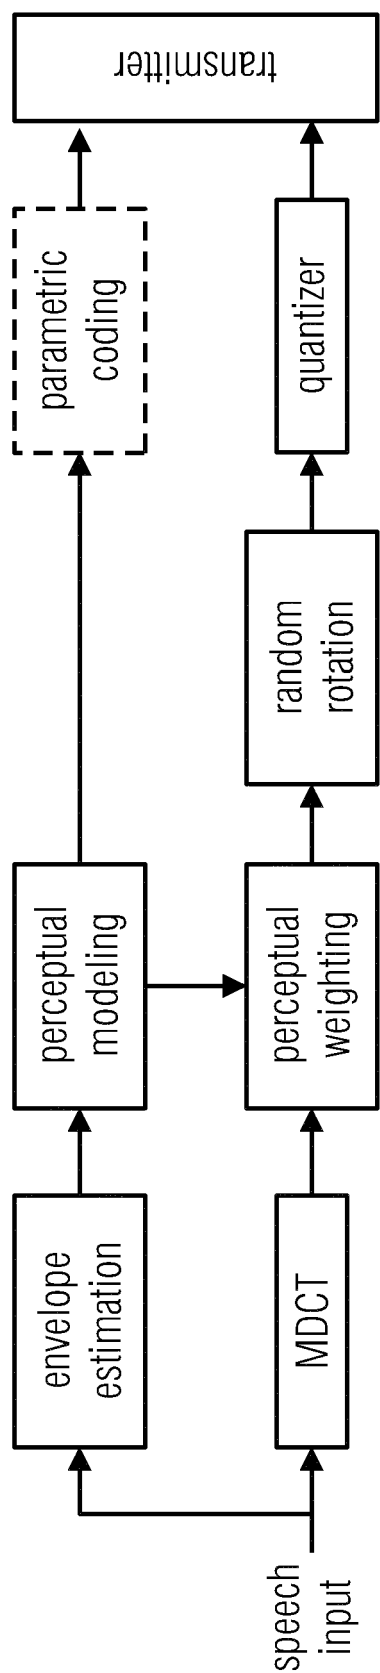 speech
input
envelope
estimation
MDCT
perceptual
modeling
perceptual
weighting
random
rotation
parametric
coding
quantizer
transmitter